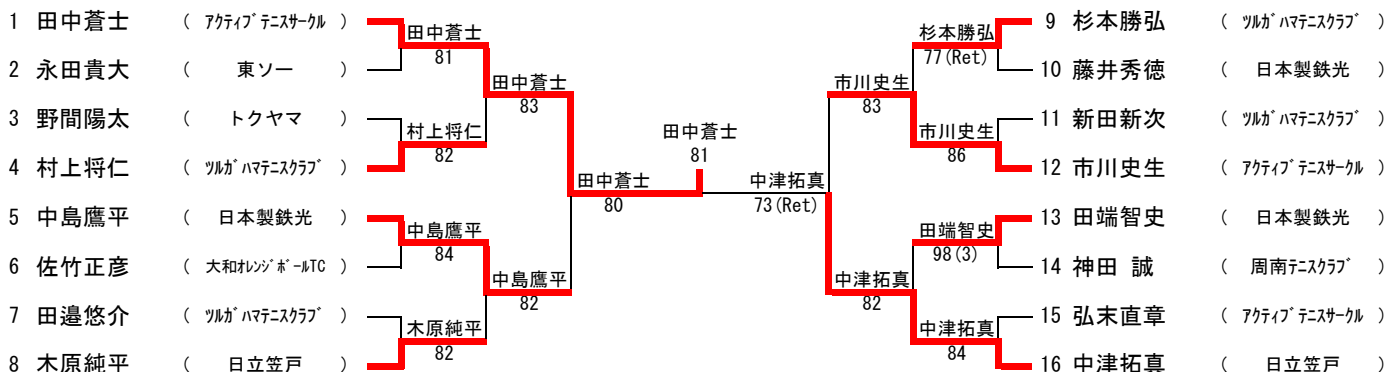 1 田中蒼士 ( アクティブテニスサークル )
2 永田貴大 ( 東ソー )
3 野間陽太 ( トクヤマ )
4 村上将仁 ( ツルガハマテニスクラブ )
5 中島鷹平 ( 日本製鉄光 )
6 佐竹正彦 ( 大和オレンジボールTC )
7 田邉悠介 ( ツルガハマテニスクラブ )
8 木原純平 ( 日立笠戸 )
田中蒼士
81
村上将仁
82
中島鷹平
84
木原純平
82
田中蒼士
83
中島鷹平
82
田中蒼士
80
田中蒼士
81
中津拓真
73(Ret)
市川史生
83
中津拓真
82
杉本勝弘
77(Ret)
市川史生
86
田端智史
98(3)
中津拓真
84
9 杉本勝弘 ( ツルガハマテニスクラブ )
10 藤井秀徳 ( 日本製鉄光 )
11 新田新次 ( ツルガハマテニスクラブ )
12 市川史生 ( アクティブテニスサークル )
13 田端智史 ( 日本製鉄光 )
14 神田 誠 ( 周南テニスクラブ )
15 弘末直章 ( アクティブテニスサークル )
16 中津拓真 ( 日立笠戸 )